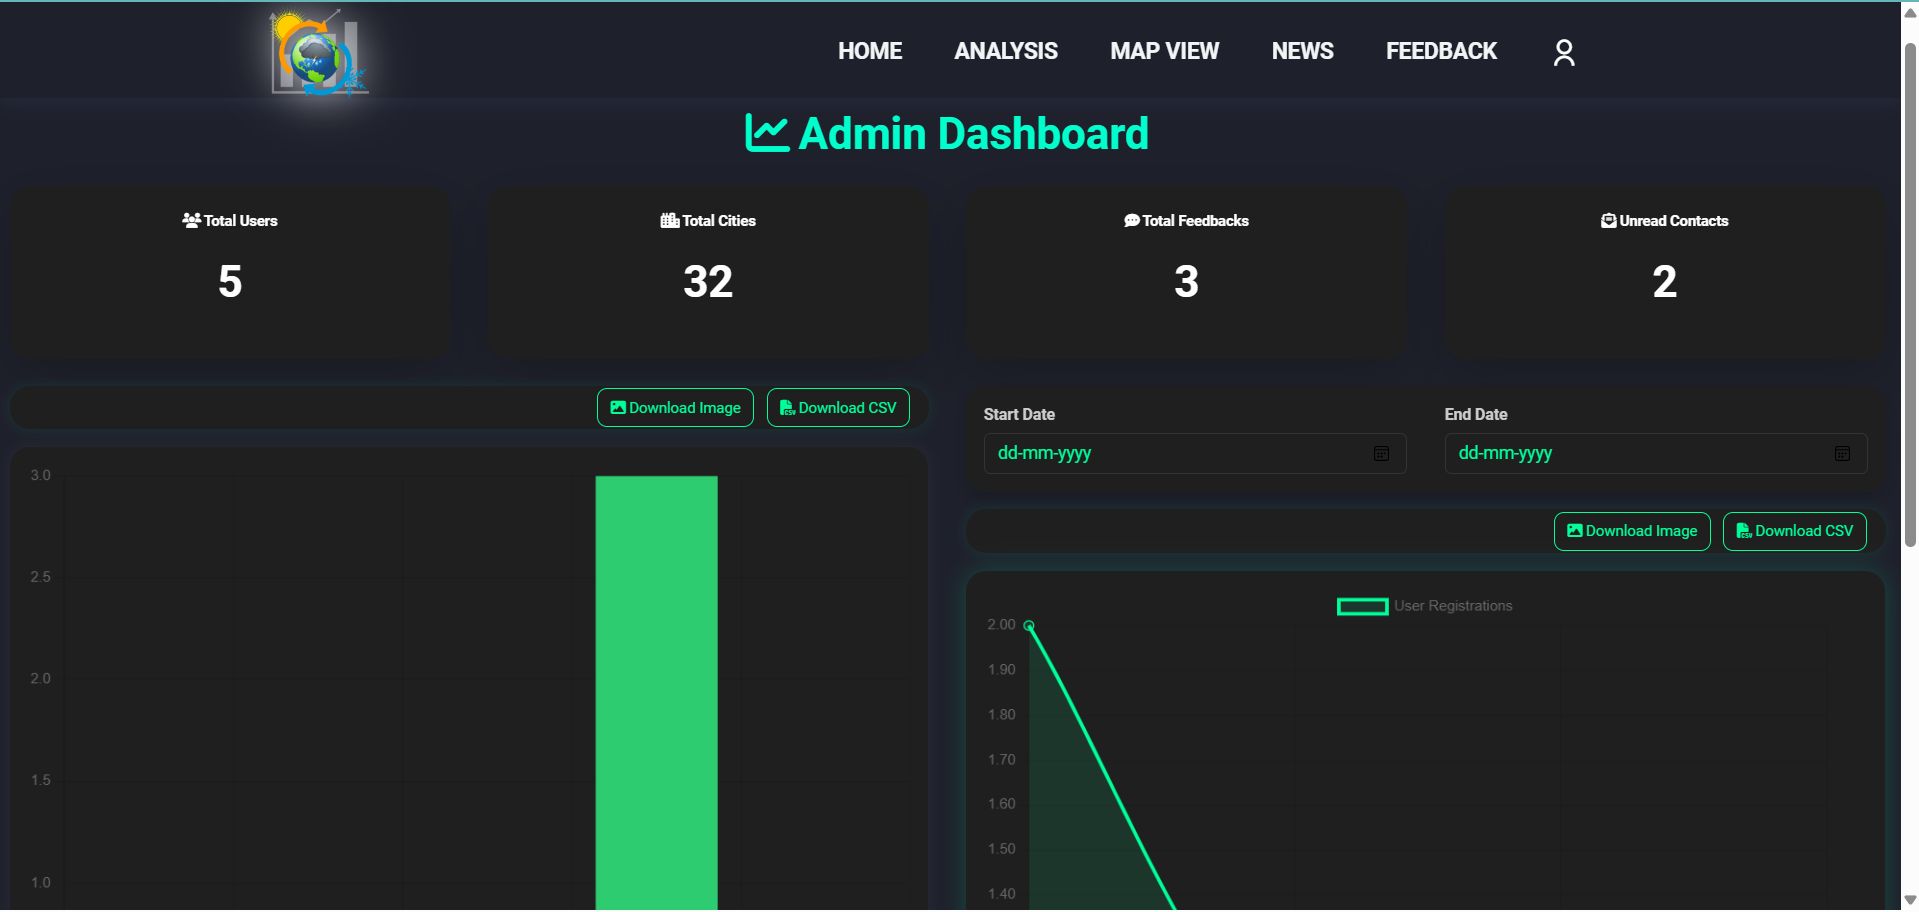 HOME ANALYSIS MAP VIEW NEWS FEEDBACK
Admin Dashboard
Total Users
5
Total Cities
32
Total Feedbacks
3
Unread Contacts
2
Download Image Download CSV
3.0
2.5
2.0
1.5
1.0
Start Date
dd-mm-yyyy
End Date
dd-mm-yyyy
Download Image Download CSV
User Registrations
2.00
1.90
1.80
1.70
1.60
1.50
1.40